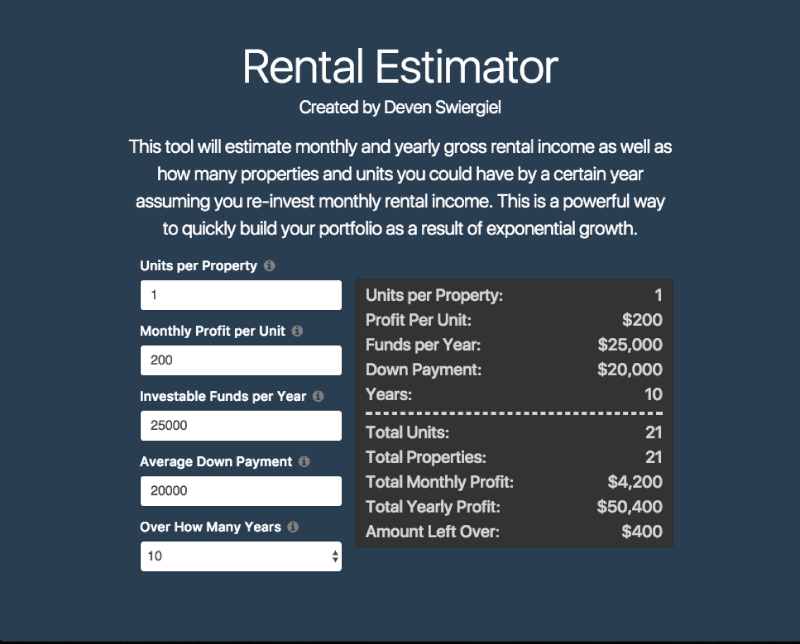 Rental Estimator
Created by Deven Swiergiel
This tool will estimate monthly and yearly gross rental income as well as
how many properties and units you could have by a certain year
assuming you re-invest monthly rental income. This is a powerful way
to quickly build your portfolio as a result of exponential growth.
Units per Property
1
Monthly Profit per Unit
200
Investable Funds per Year
25000
Average Down Payment
20000
Over How Many Years
10
Units per Property: 1
Profit Per Unit: $200
Funds per Year: $25,000
Down Payment: $20,000
Years: 10
Total Units: 21
Total Properties: 21
Total Monthly Profit: $4,200
Total Yearly Profit: $50,400
Amount Left Over: $400